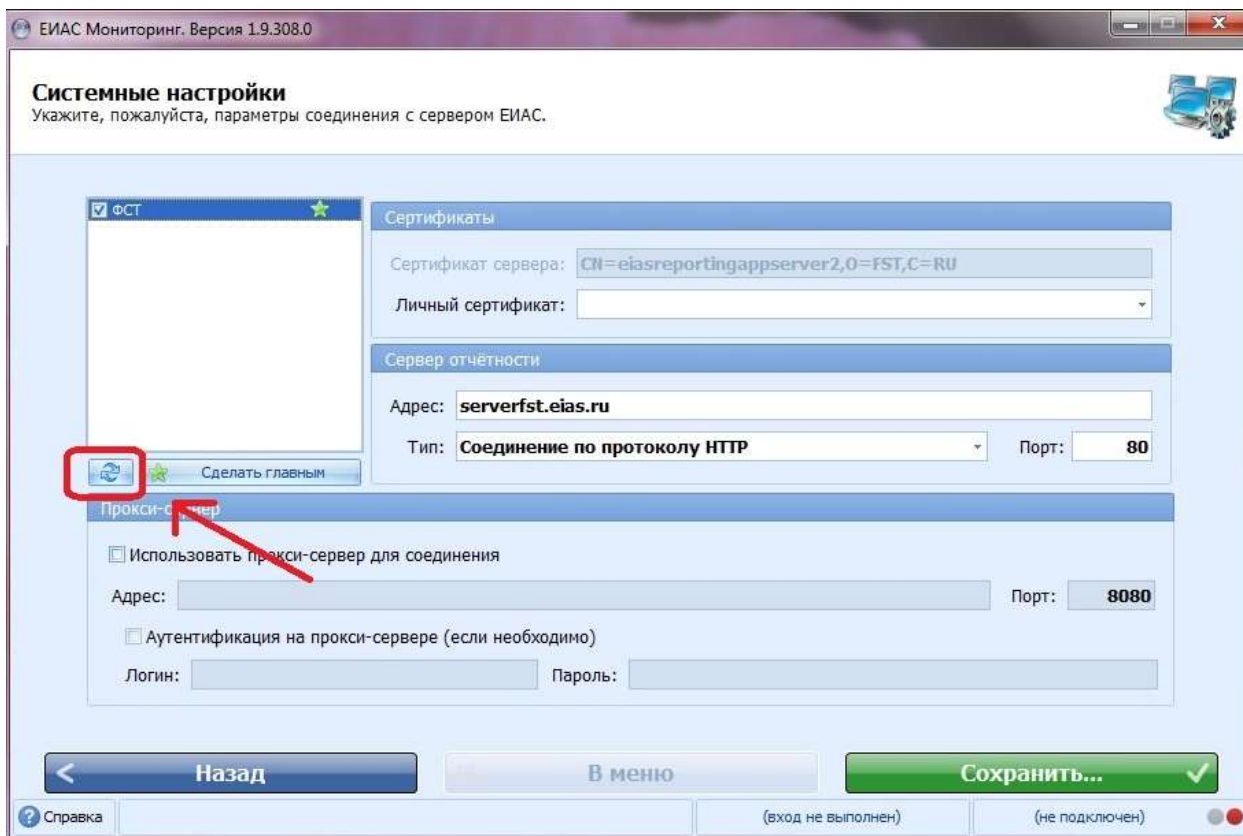 ЕИАС Мониторинг. Версия 1.9.308.0
Системные настройки
Укажите, пожалуйста, параметры соединения с сервером ЕИАС.
ФСТ
Сделать главным
Сертификаты
Сертификат сервера: CN=eiasreportingappserver2,O=FST,C=RU
Личный сертификат:
Сервер отчётности
Адрес: serverfst.eias.ru
Тип: Соединение по протоколу HTTP Порт: 80
Прокси-сервер
Использовать прокси-сервер для соединения
Адрес: Порт: 8080
Аутентификация на прокси-сервере (если необходимо)
Логин: Пароль:
Назад В меню Сохранить...
Справка (вход не выполнен) (не подключен)